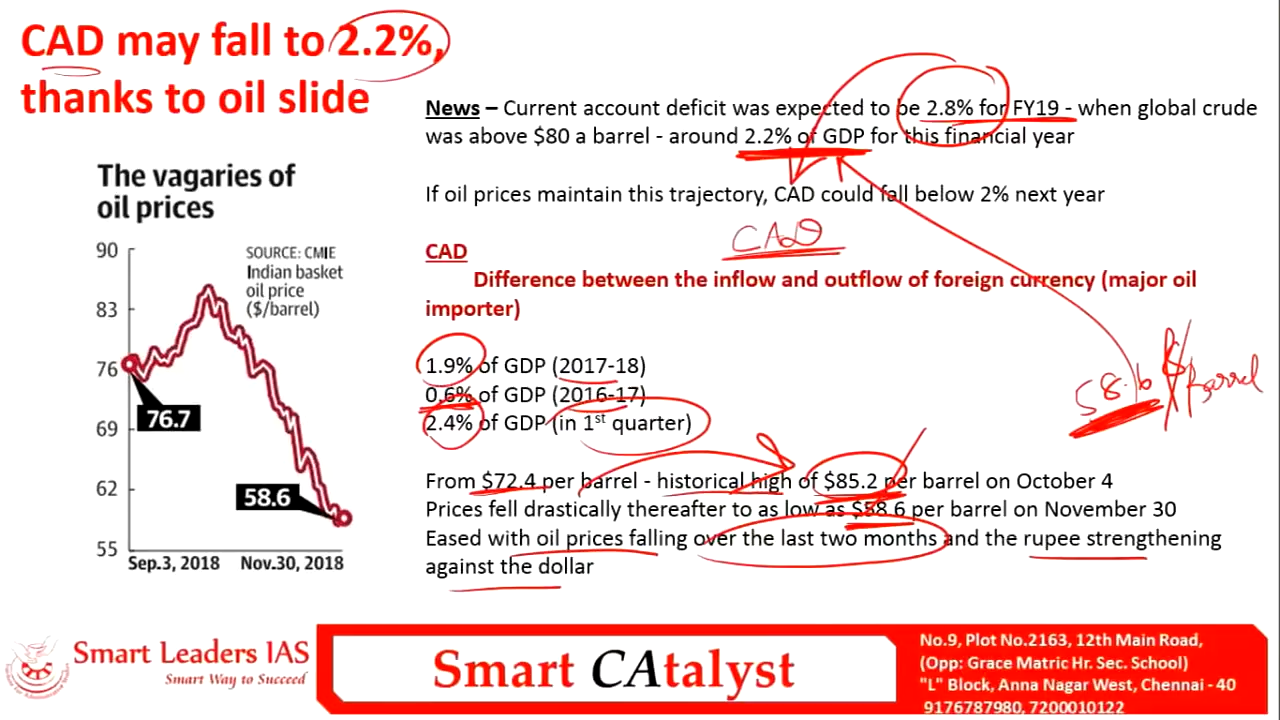 CAD may fall to 2.2%,
thanks to oil slide
News – Current account deficit was expected to be 2.8% for FY19 - when global crude
was above $80 a barrel - around 2.2% of GDP for this financial year
If oil prices maintain this trajectory, CAD could fall below 2% next year
CAD
CAD
Difference between the inflow and outflow of foreign currency (major oil
importer)
1.9% of GDP (2017-18)
0.6% of GDP (2016-17)
2.4% of GDP (in 1st quarter)
58.6 $/barrel
From $72.4 per barrel - historical high of $85.2 per barrel on October 4
Prices fell drastically thereafter to as low as $58.6 per barrel on November 30
Eased with oil prices falling over the last two months and the rupee strengthening
against the dollar
The vagaries of
oil prices
SOURCE: CMIE
Indian basket
oil price
($/barrel)
90
83
76
69
62
55
76.7
58.6
Sep.3, 2018 Nov.30, 2018
Smart Leaders IAS
Smart Way to Succeed
Smart CAtalyst
No.9, Plot No.2163, 12th Main Road,
(Opp: Grace Matric Hr. Sec. School)
"L" Block, Anna Nagar West, Chennai - 40
9176787980, 7200010122